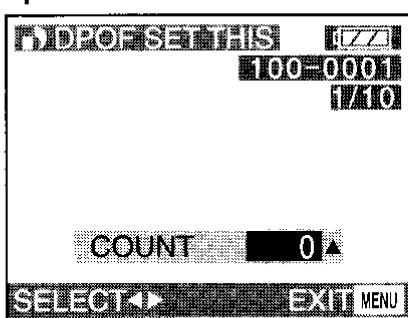 DPOF SET THIS
100-0001
1/10
COUNT 0▲
SELECT◀▶ EXIT MENU